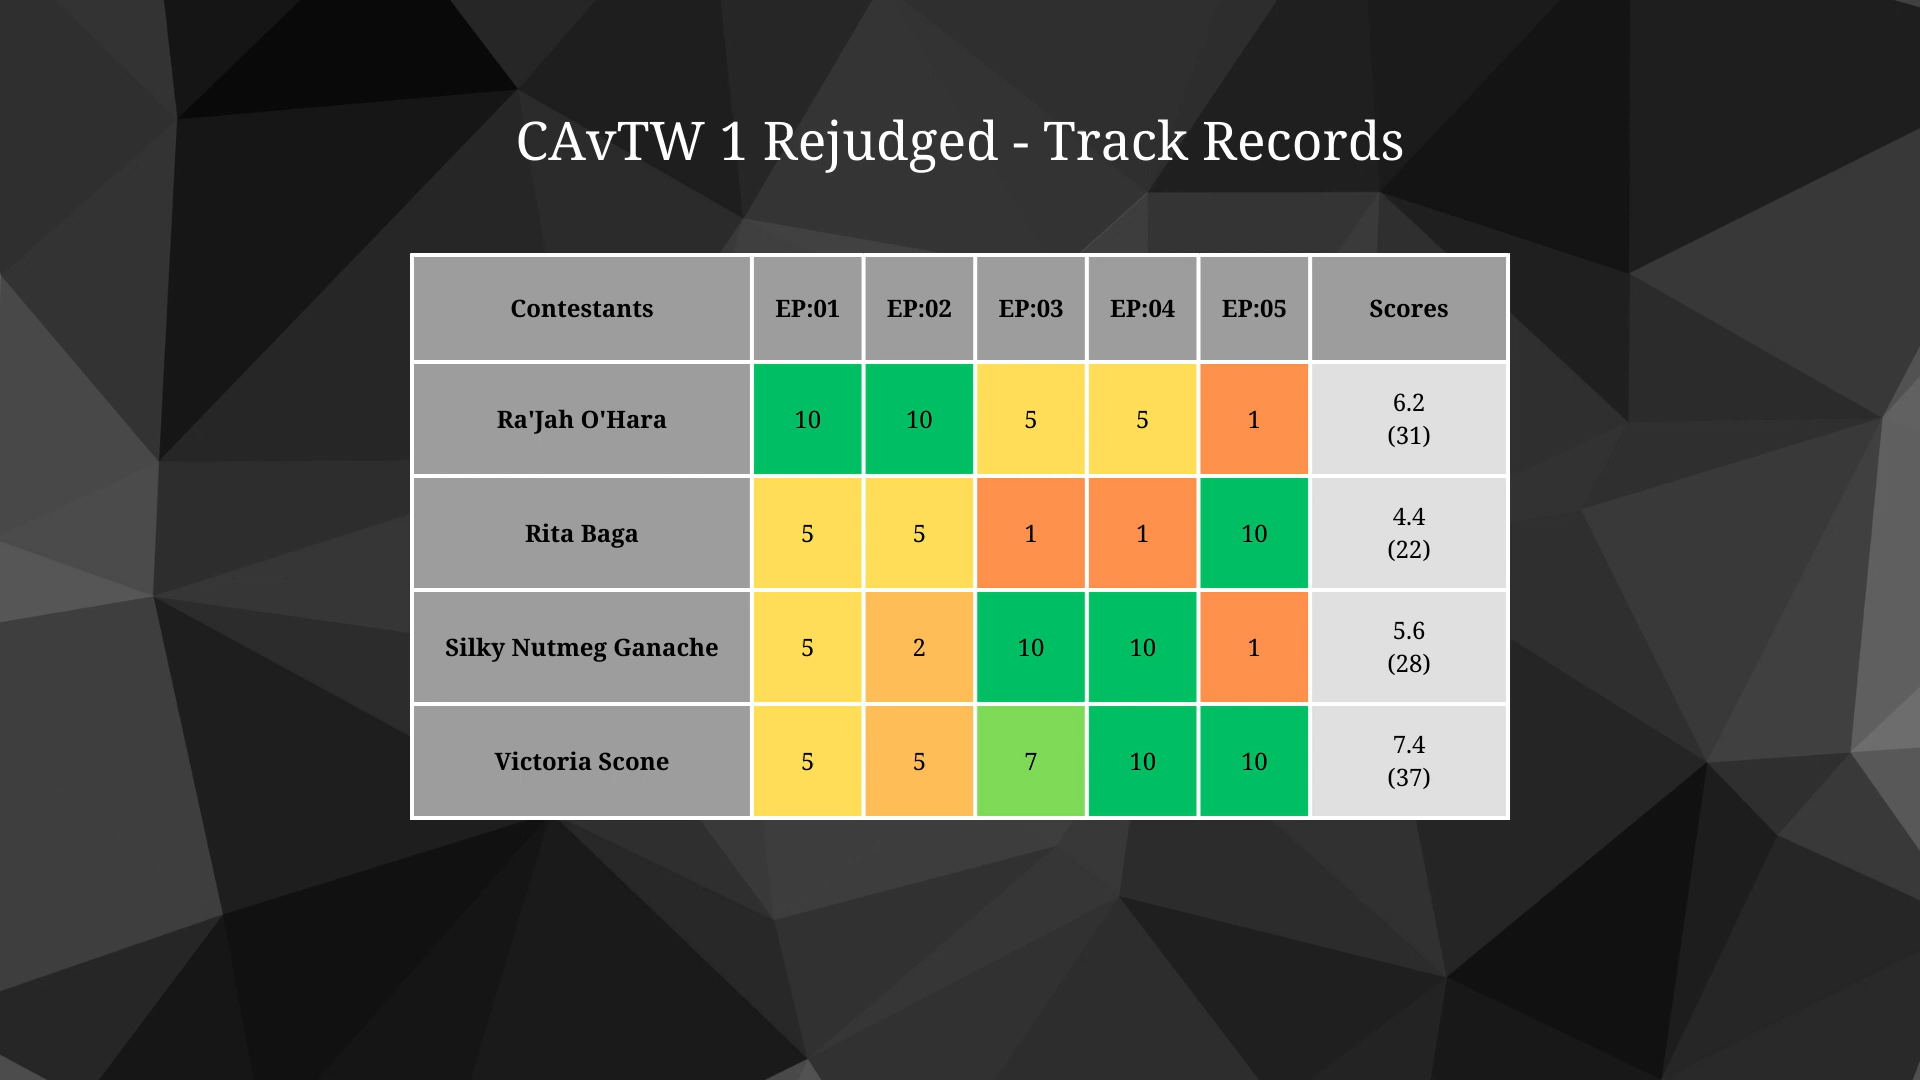 CAvTW 1 Rejudged - Track Records
Contestants EP:01 EP:02 EP:03 EP:04 EP:05 Scores
Ra'Jah O'Hara 10 10 5 5 1 6.2
(31)
Rita Baga 5 5 1 1 10 4.4
(22)
Silky Nutmeg Ganache 5 2 10 10 1 5.6
(28)
Victoria Scone 5 5 7 10 10 7.4
(37)